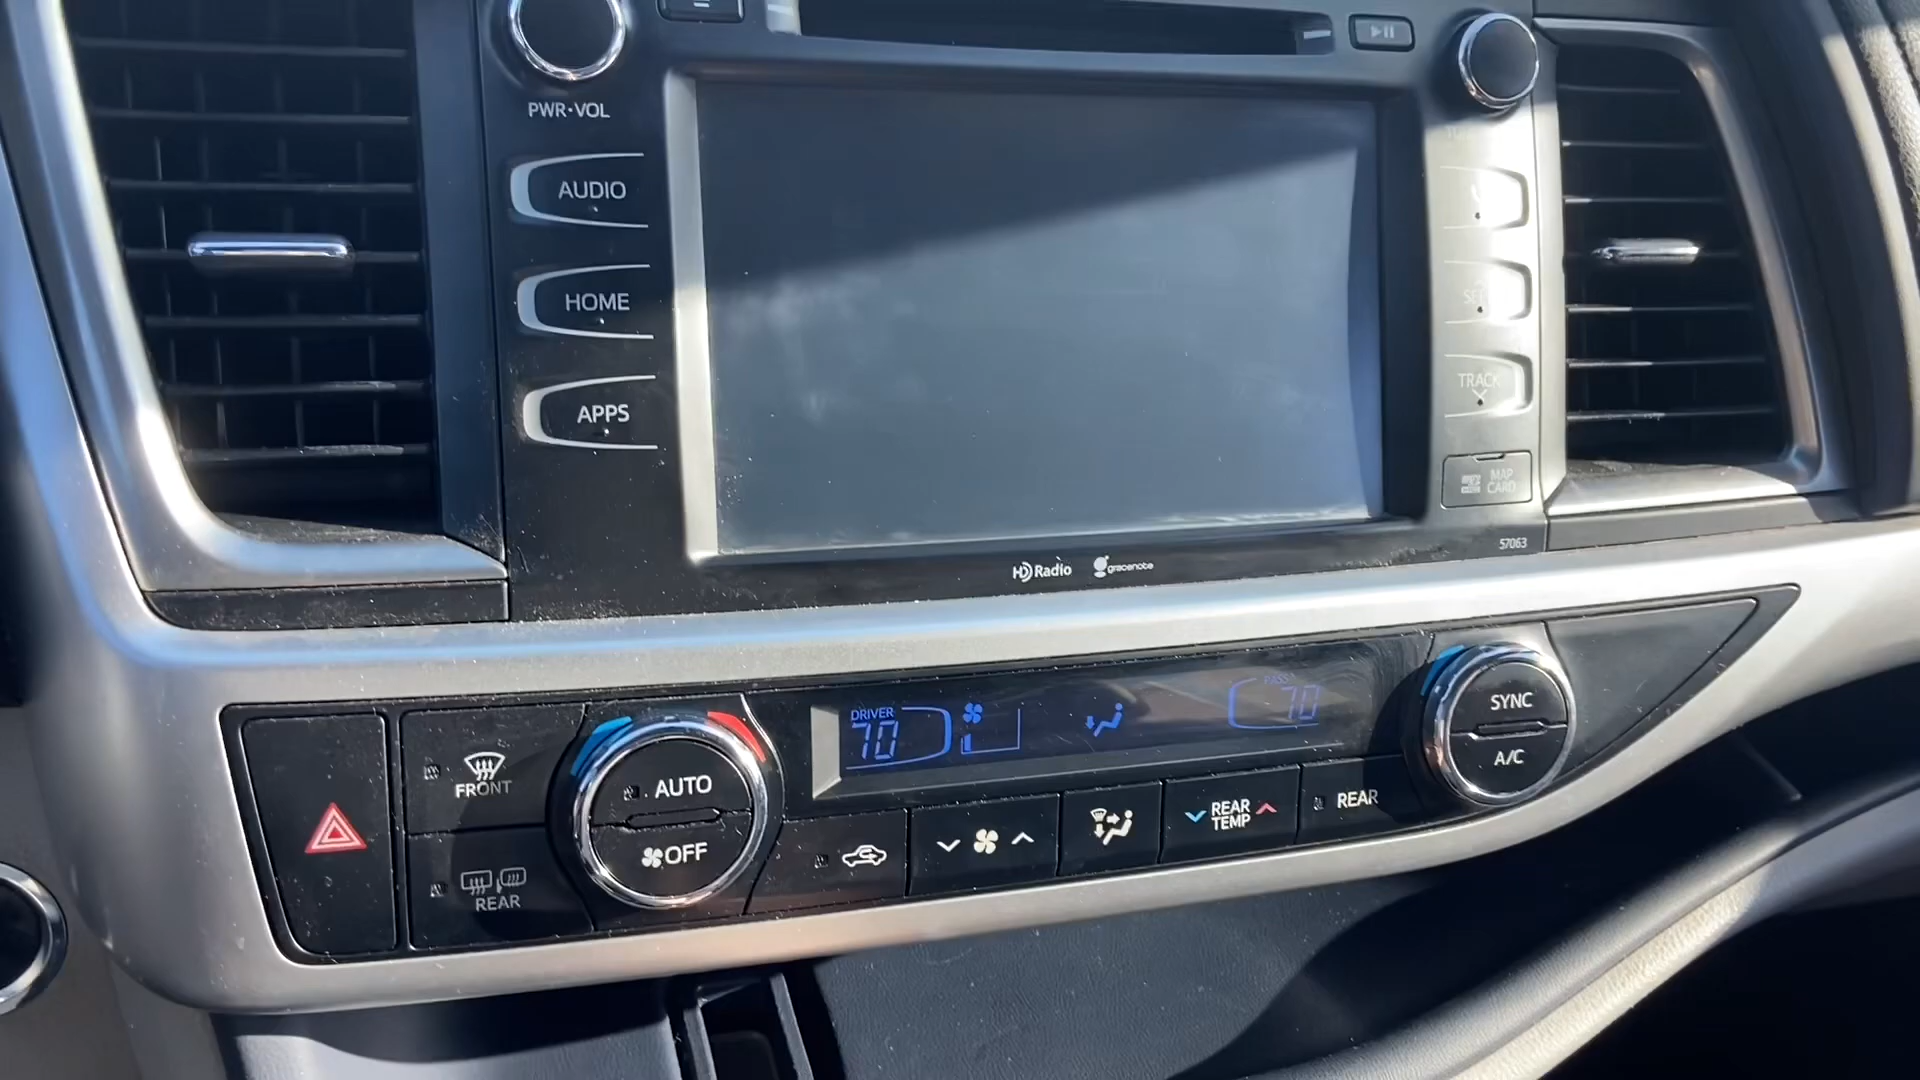 PWR•VOL
AUDIO
HOME
APPS
TRACK
MAP
CARD
57063
HD Radio
gracenote
DRIVER
70
PASS
70
SYNC
A/C
FRONT
AUTO
OFF
REAR
REAR
TEMP
REAR